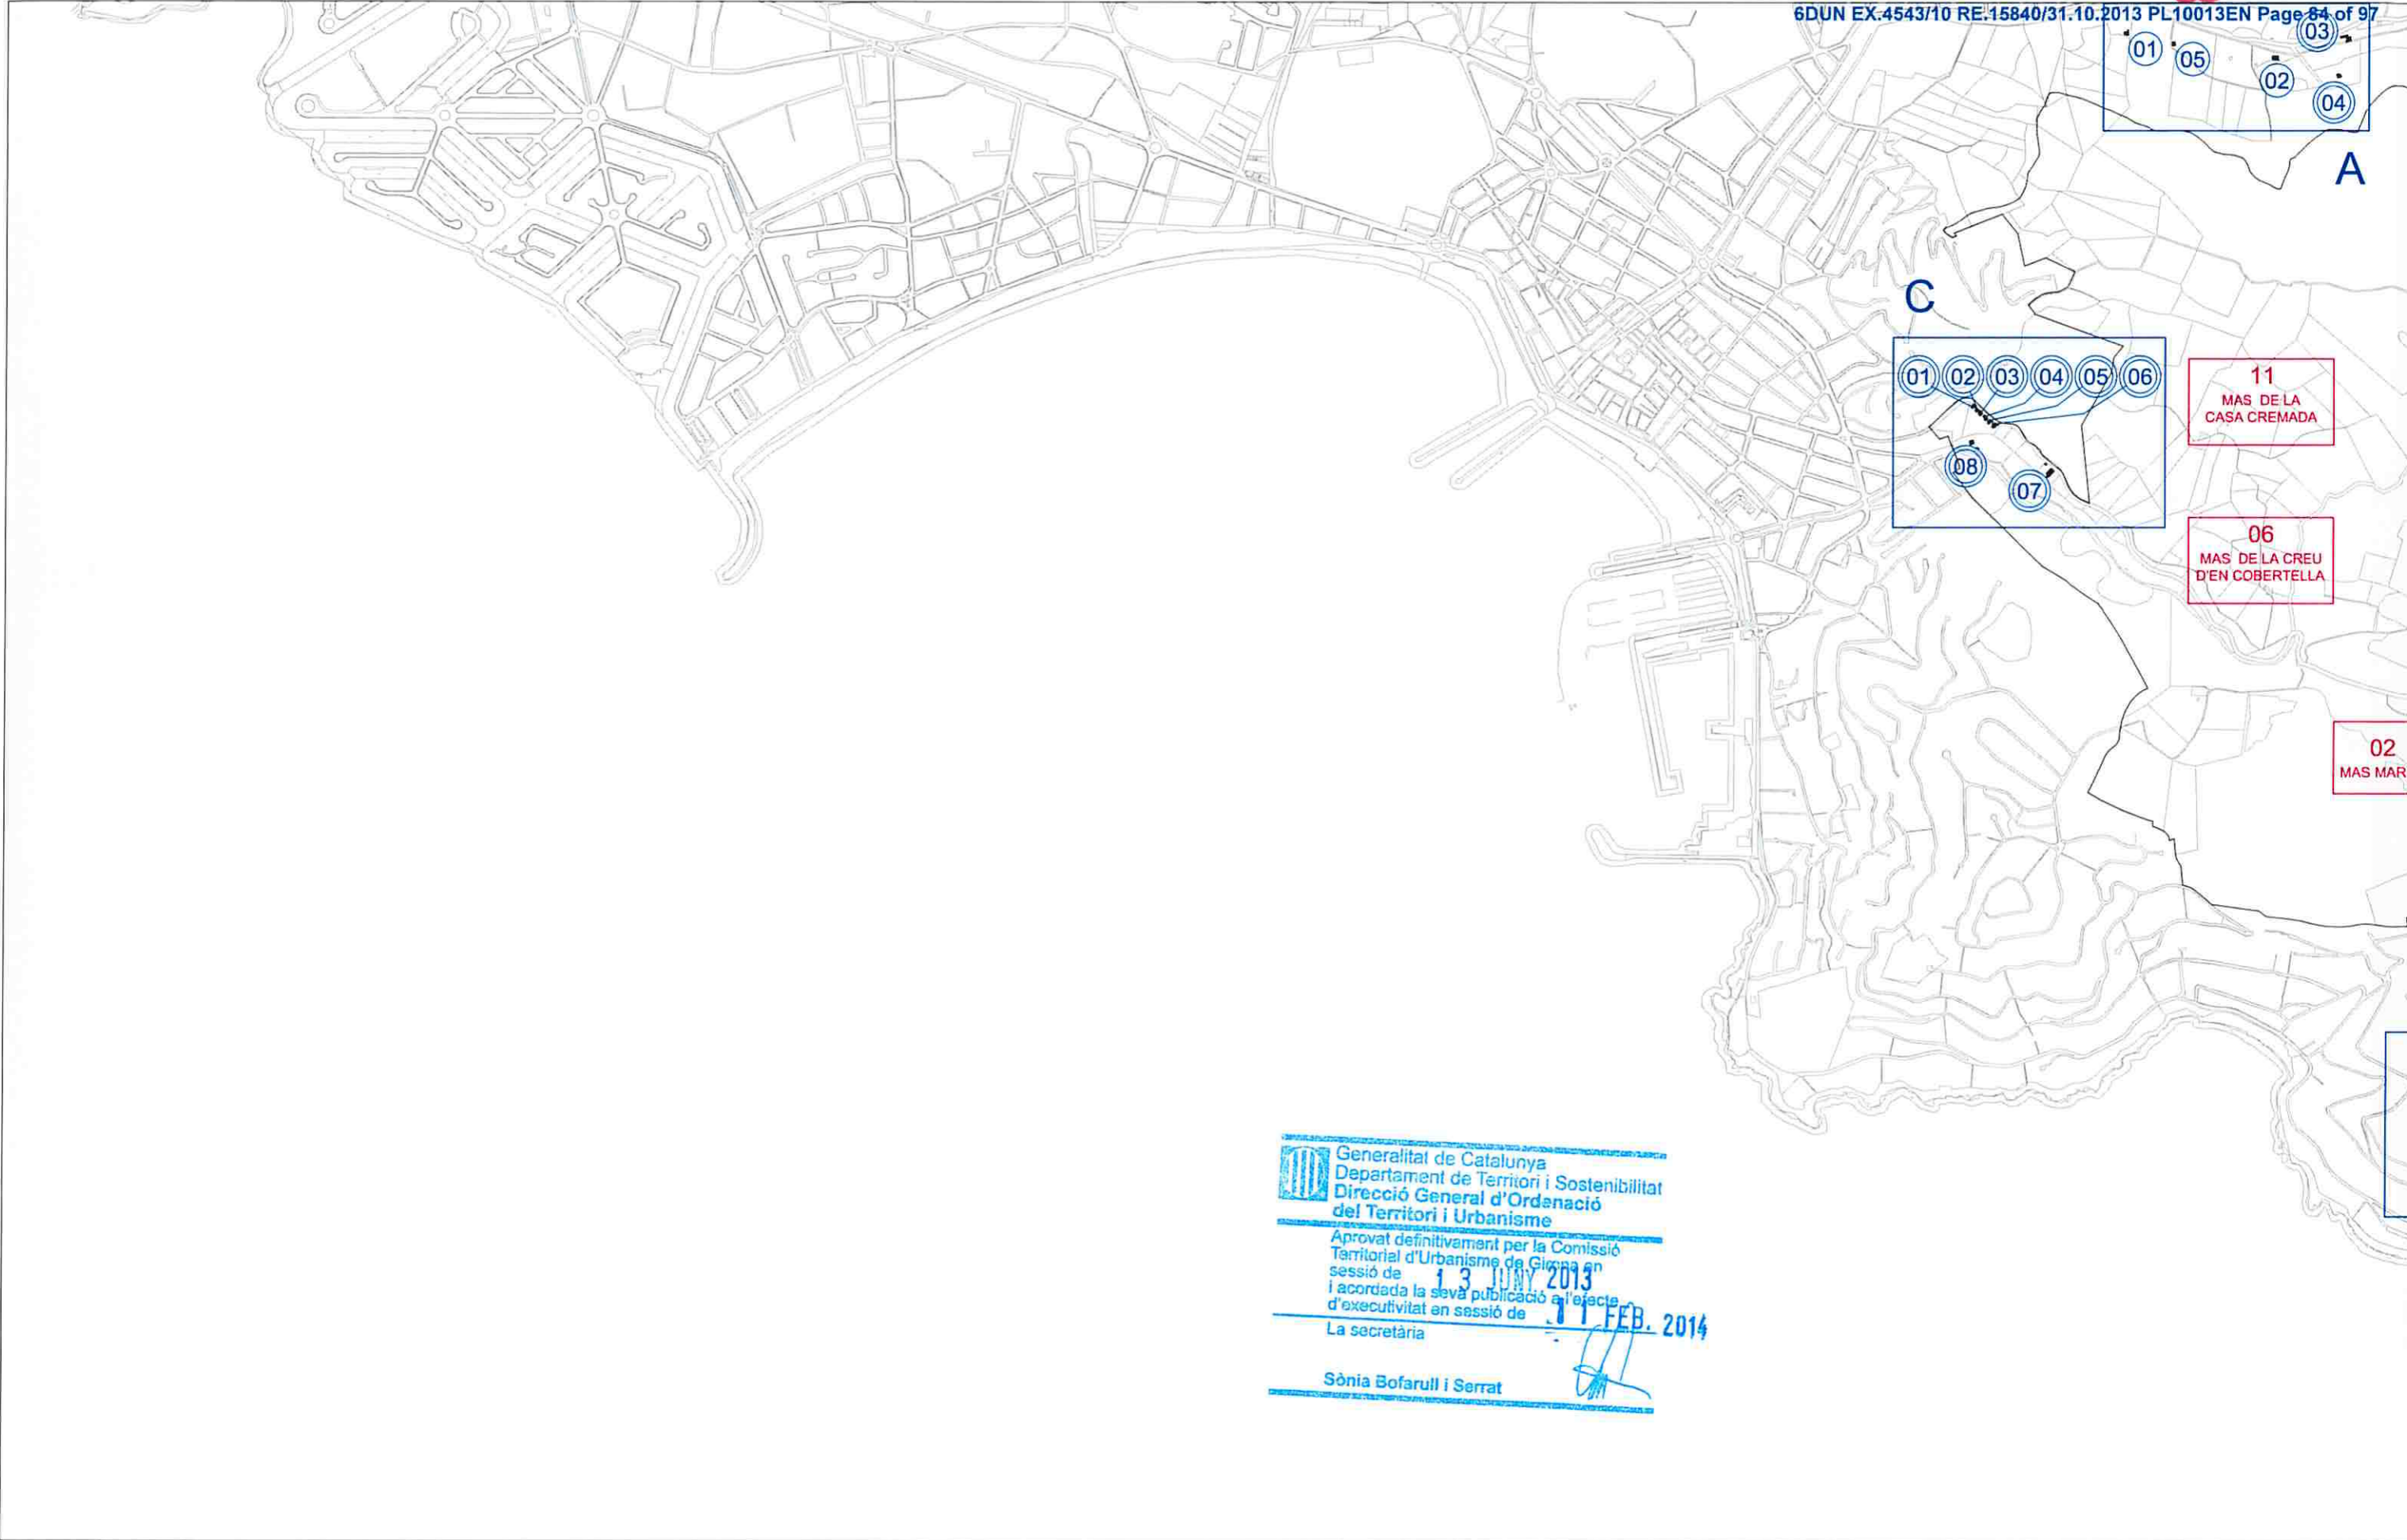 6DUN EX.4543/10 RE.15840/31.10.2013 PL10013EN Page 84 of 97
03
01
05
02
04
A
C
01 02 03 04 05 06
08
07
11
MAS DE LA
CASA CREMADA
06
MAS DE LA CREU
D'EN COBERTELLA
02
MAS MAR
Generalitat de Catalunya
Departament de Territori i Sostenibilitat
Direcció General d'Ordenació
del Territori i Urbanisme
Aprovat definitivament per la Comissió
Territorial d'Urbanisme de Girona en
sessió de 13 JUNY 2013
i acordada la seva publicació a l'efecte
d'executivitat en sessió de 11 FEB. 2014
La secretària
Sònia Bofarull i Serrat